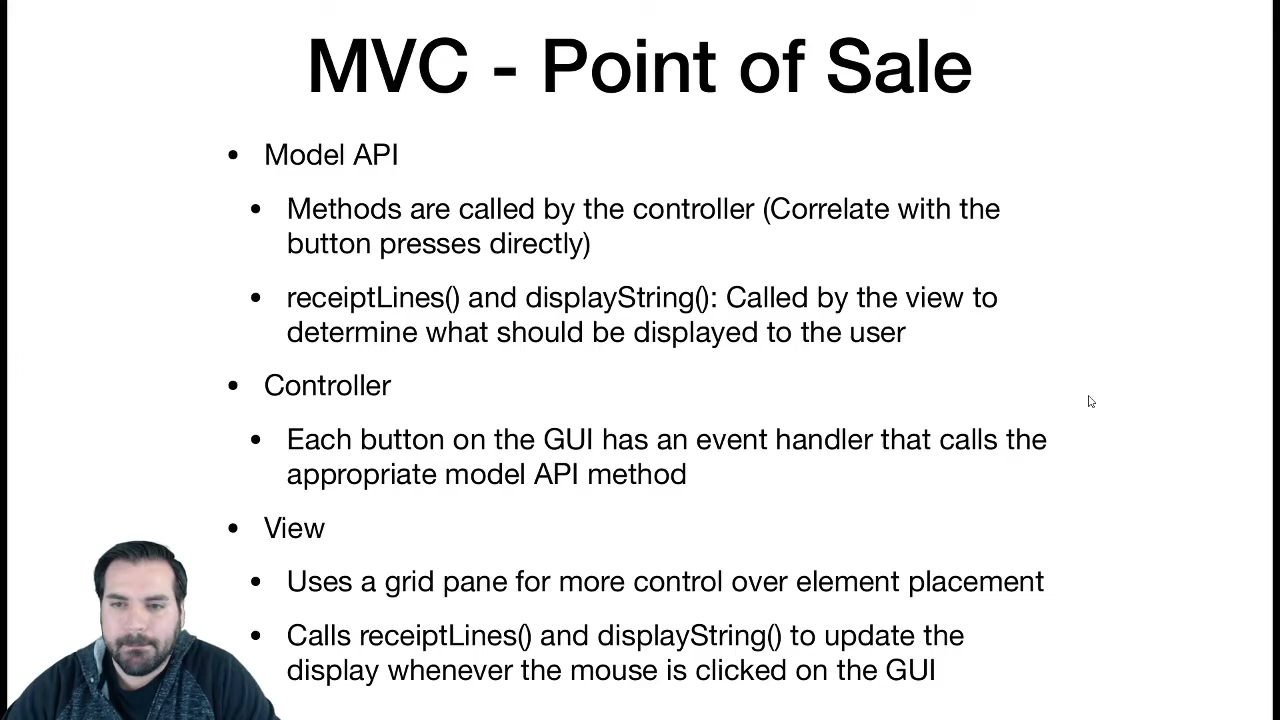 MVC - Point of Sale
• Model API
• Methods are called by the controller (Correlate with the
button presses directly)
• receiptLines() and displayString(): Called by the view to
determine what should be displayed to the user
• Controller
• Each button on the GUI has an event handler that calls the
appropriate model API method
• View
• Uses a grid pane for more control over element placement
• Calls receiptLines() and displayString() to update the
display whenever the mouse is clicked on the GUI